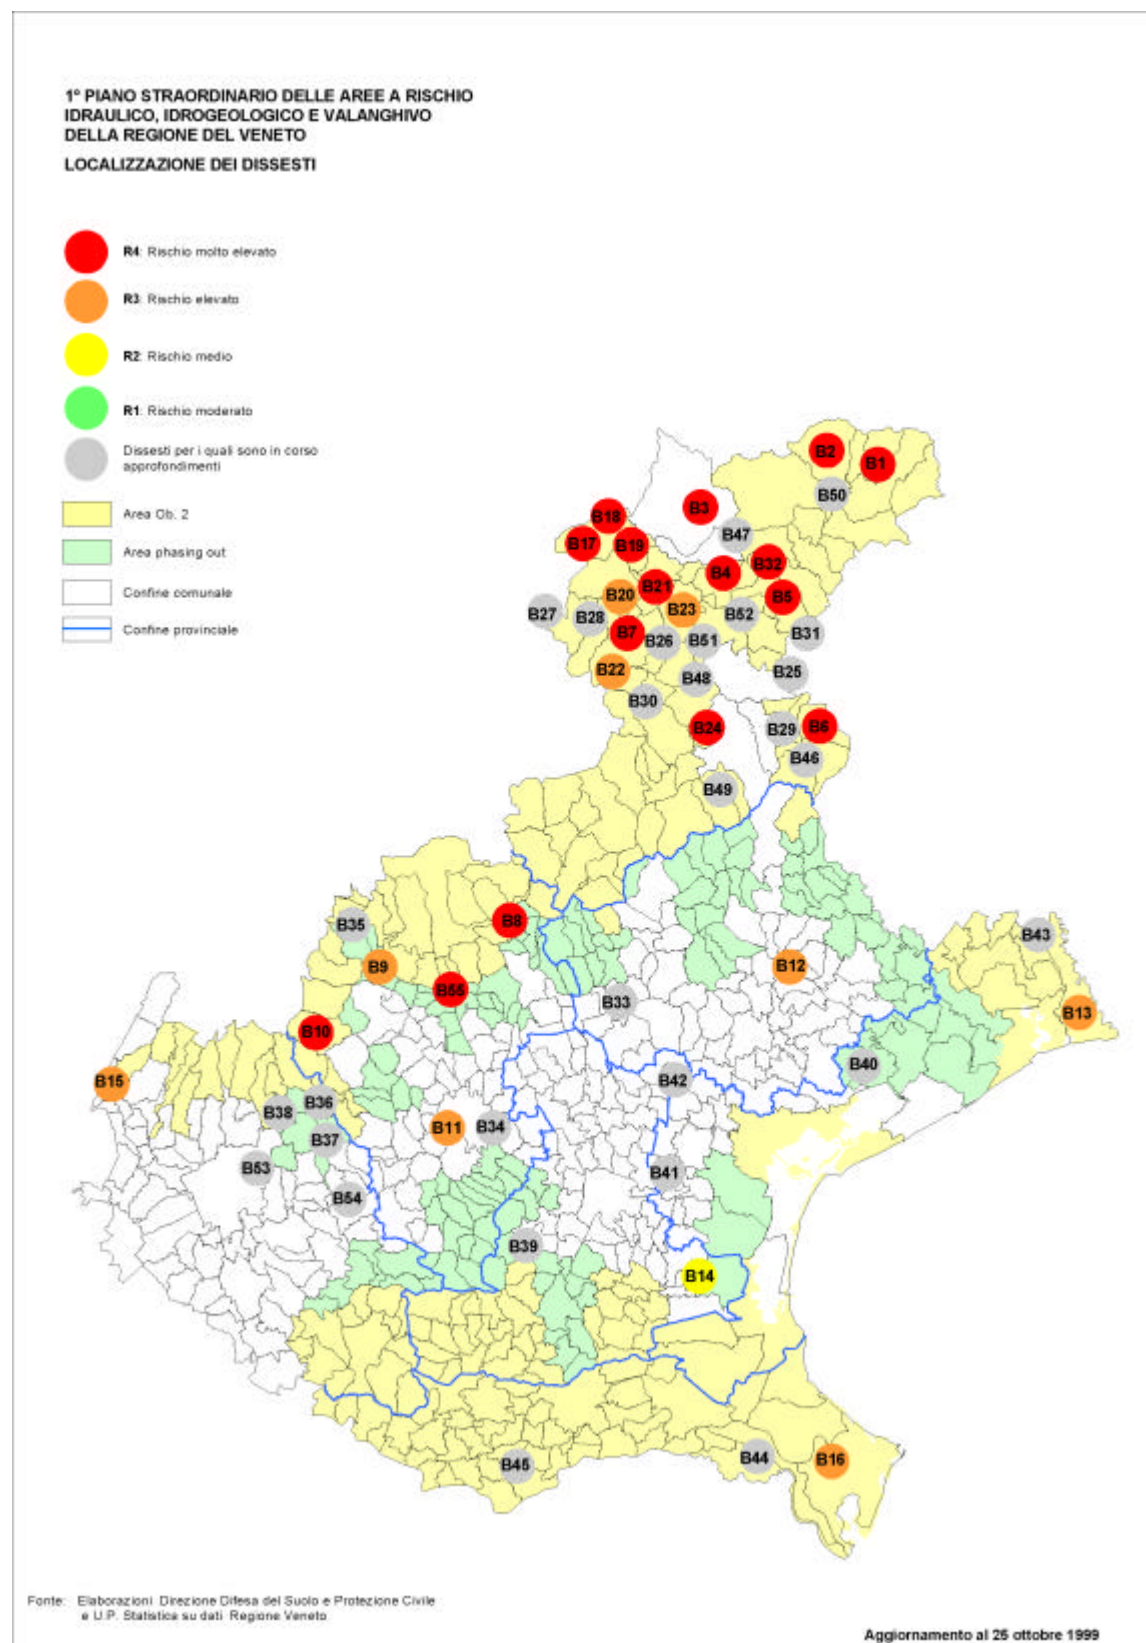 1° PIANO STRAORDINARIO DELLE AREE A RISCHIO
IDRAULICO, IDROGEOLOGICO E VALANGHIVO
DELLA REGIONE DEL VENETO
LOCALIZZAZIONE DEI DISSESTI
R4: Rischio molto elevato
R3: Rischio elevato
R2: Rischio medio
R1: Rischio moderato
Dissesti per i quali sono in corso
approfondimenti
Area Ob. 2
Area phasing out
Confine comunale
Confine provinciale
B2
B1
B50
B3
B18
B47
B17
B19
B32
B4
B21
B5
B20
B23
B27
B28
B52
B7
B26
B51
B31
B22
B48
B25
B30
B24
B29
B6
B46
B49
B35
B8
B43
B9
B12
B55
B33
B13
B10
B40
B15
B42
B36
B38
B11
B34
B37
B53
B41
B54
B39
B14
B44
B16
B45
Fonte: Elaborazioni Direzione Difesa del Suolo e Protezione Civile
e U.P. Statistica su dati Regione Veneto
Aggiornamento al 25 ottobre 1999